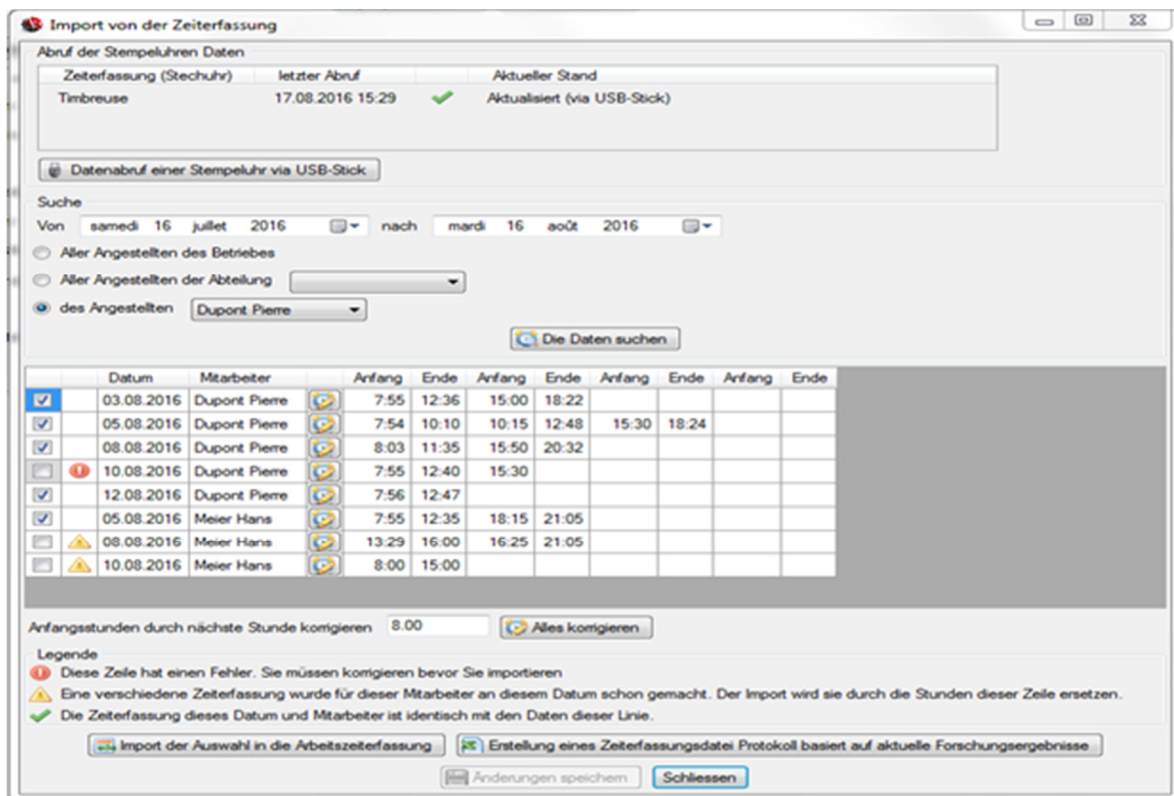 Import von der Zeiterfassung
Abruf der Stempeluhren Daten
Zeiterfassung (Stechuhr) letzter Abruf Aktueller Stand
Timbreuse 17.08.2016 15:29 Aktualisiert (via USB-Stick)
Datenabruf einer Stempeluhr via USB-Stick
Suche
Von samedi 16 juillet 2016 nach mardi 16 août 2016
Aller Angestellten des Betriebes
Aller Angestellten der Abteilung
des Angestellten Dupont Pierre
Die Daten suchen
Datum Mitarbeiter Anfang Ende Anfang Ende Anfang Ende Anfang Ende
03.08.2016 Dupont Pierre 7:55 12:36 15:00 18:22
05.08.2016 Dupont Pierre 7:54 10:10 10:15 12:48 15:30 18:24
08.08.2016 Dupont Pierre 8:03 11:35 15:50 20:32
10.08.2016 Dupont Pierre 7:55 12:40 15:30
12.08.2016 Dupont Pierre 7:56 12:47
05.08.2016 Meier Hans 7:55 12:35 18:15 21:05
08.08.2016 Meier Hans 13:29 16:00 16:25 21:05
10.08.2016 Meier Hans 8:00 15:00
Anfangsstunden durch nächste Stunde korrigieren 8.00 Alles korrigieren
Legende
Diese Zeile hat einen Fehler. Sie müssen korrigieren bevor Sie importieren
Eine verschiedene Zeiterfassung wurde für dieser Mitarbeiter an diesem Datum schon gemacht. Der Import wird sie durch die Stunden dieser Zeile ersetzen.
Die Zeiterfassung dieses Datum und Mitarbeiter ist identisch mit den Daten dieser Linie.
Import der Auswahl in die Arbeitszeiterfassung Erstellung eines Zeiterfassungsdatei Protokoll basiert auf aktuelle Forschungsergebnisse
Änderungen speichern Schliessen